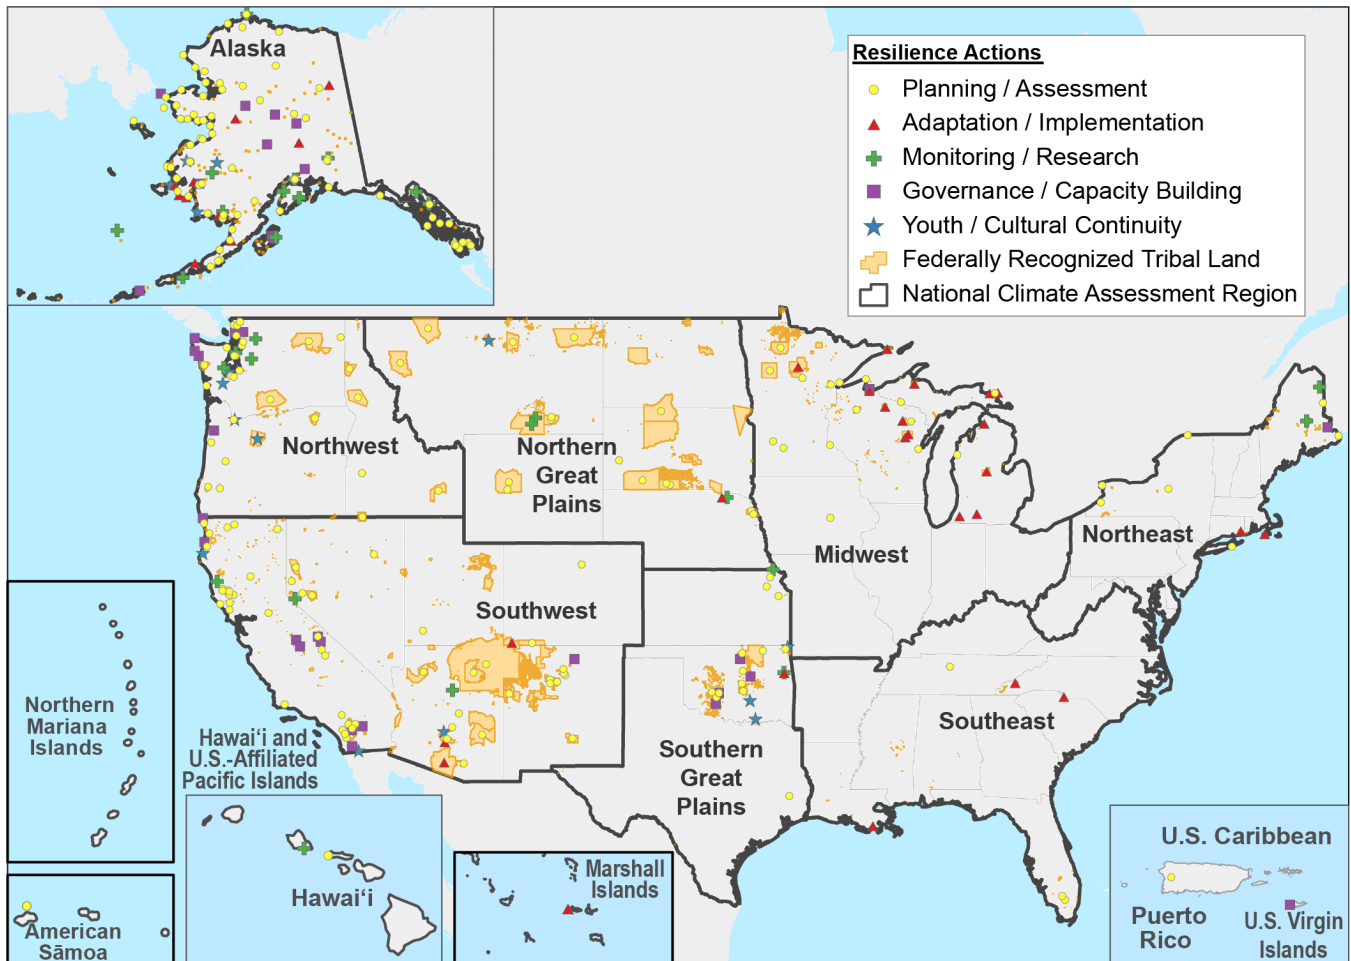 Alaska
Resilience Actions
Planning / Assessment
Adaptation / Implementation
Monitoring / Research
Governance / Capacity Building
Youth / Cultural Continuity
Federally Recognized Tribal Land
National Climate Assessment Region
Northwest
Northern
Great
Plains
Midwest
Northeast
Southwest
Southeast
Southern
Great
Plains
Northern
Mariana
Islands
Hawaiʻi and
U.S.-Affiliated
Pacific Islands
Hawaiʻi
American
Sāmoa
Marshall
Islands
U.S. Caribbean
Puerto
Rico
U.S. Virgin
Islands